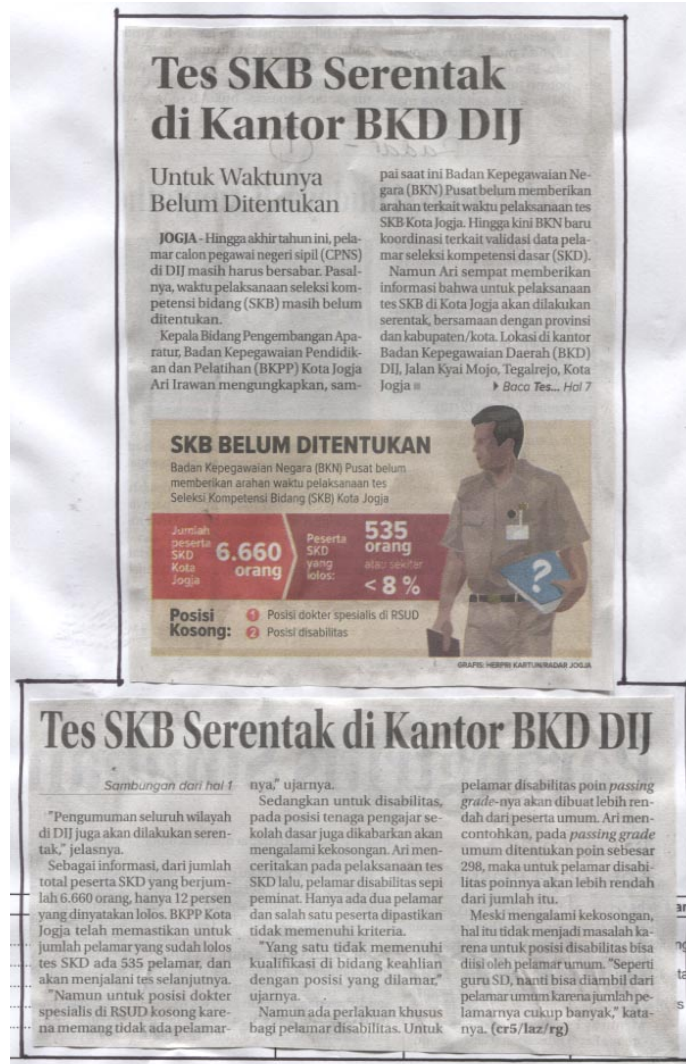 Tes SKB Serentak
di Kantor BKD DIJ
Untuk Waktunya
Belum Ditentukan
JOGJA - Hingga akhir tahun ini, pela-
mar calon pegawai negeri sipil (CPNS)
di DIJ masih harus bersabar. Pasal-
nya, waktu pelaksanaan seleksi kom-
petensi bidang (SKB) masih belum
ditentukan.
Kepala Bidang Pengembangan Apa-
ratur, Badan Kepegawaian Pendidik-
an dan Pelatihan (BKPP) Kota Jogja
Ari Irawan mengungkapkan, sam-
pai saat ini Badan Kepegawaian Ne-
gara (BKN) Pusat belum memberikan
arahan terkait waktu pelaksanaan tes
SKB Kota Jogja. Hingga kini BKN baru
koordinasi terkait validasi data pela-
mar seleksi kompetensi dasar (SKD).
Namun Ari sempat memberikan
informasi bahwa untuk pelaksanaan
tes SKB di Kota Jogja akan dilakukan
serentak, bersamaan dengan provinsi
dan kabupaten/kota. Lokasi di kantor
Badan Kepegawaian Daerah (BKD)
DIJ, Jalan Kyai Mojo, Tegalrejo, Kota
Jogja
Baca Tes... Hal 7
SKB BELUM DITENTUKAN
Badan Kepegawaian Negara (BKN) Pusat belum
memberikan arahan waktu pelaksanaan tes
Seleksi Kompetensi Bidang (SKB) Kota Jogja
Jumlah
peserta
SKD
Kota
Jogja
6.660
orang
Peserta
SKD
yang
lolos:
535
orang
atau sekitar
< 8 %
?
Posisi
Kosong:
1 Posisi dokter spesialis di RSUD
2 Posisi disabilitas
GRAFIS: HERPRI KARTUN/RADAR JOGJA
Tes SKB Serentak di Kantor BKD DIJ
Sambungan dari hal 1
"Pengumuman seluruh wilayah
di DIJ juga akan dilakukan seren-
tak," jelasnya.
Sebagai informasi, dari jumlah
total peserta SKD yang berjum-
lah 6.660 orang, hanya 12 persen
yang dinyatakan lolos. BKPP Kota
Jogja telah memastikan untuk
jumlah pelamar yang sudah lolos
tes SKD ada 535 pelamar, dan
akan menjalani tes selanjutnya.
"Namun untuk posisi dokter
spesialis di RSUD kosong kare-
na memang tidak ada pelamar-
nya," ujarnya.
Sedangkan untuk disabilitas,
pada posisi tenaga pengajar se-
kolah dasar juga dikabarkan akan
mengalami kekosongan. Ari men-
ceritakan pada pelaksanaan tes
SKD lalu, pelamar disabilitas sepi
peminat. Hanya ada dua pelamar
dan salah satu peserta dipastikan
tidak memenuhi kriteria.
"Yang satu tidak memenuhi
kualifikasi di bidang keahlian
dengan posisi yang dilamar,"
ujarnya.
Namun ada perlakuan khusus
bagi pelamar disabilitas. Untuk
pelamar disabilitas poin passing
grade-nya akan dibuat lebih ren-
dah dari peserta umum. Ari men-
contohkan, pada passing grade
umum ditentukan poin sebesar
298, maka untuk pelamar disabi-
litas poinnya akan lebih rendah
dari jumlah itu.
Meski mengalami kekosongan,
hal itu tidak menjadi masalah ka-
rena untuk posisi disabilitas bisa
diisi oleh pelamar umum. "Seperti
guru SD, nanti bisa diambil dari
pelamar umum karena jumlah pe-
lamarnya cukup banyak," kata-
nya. (cr5/laz/rg)